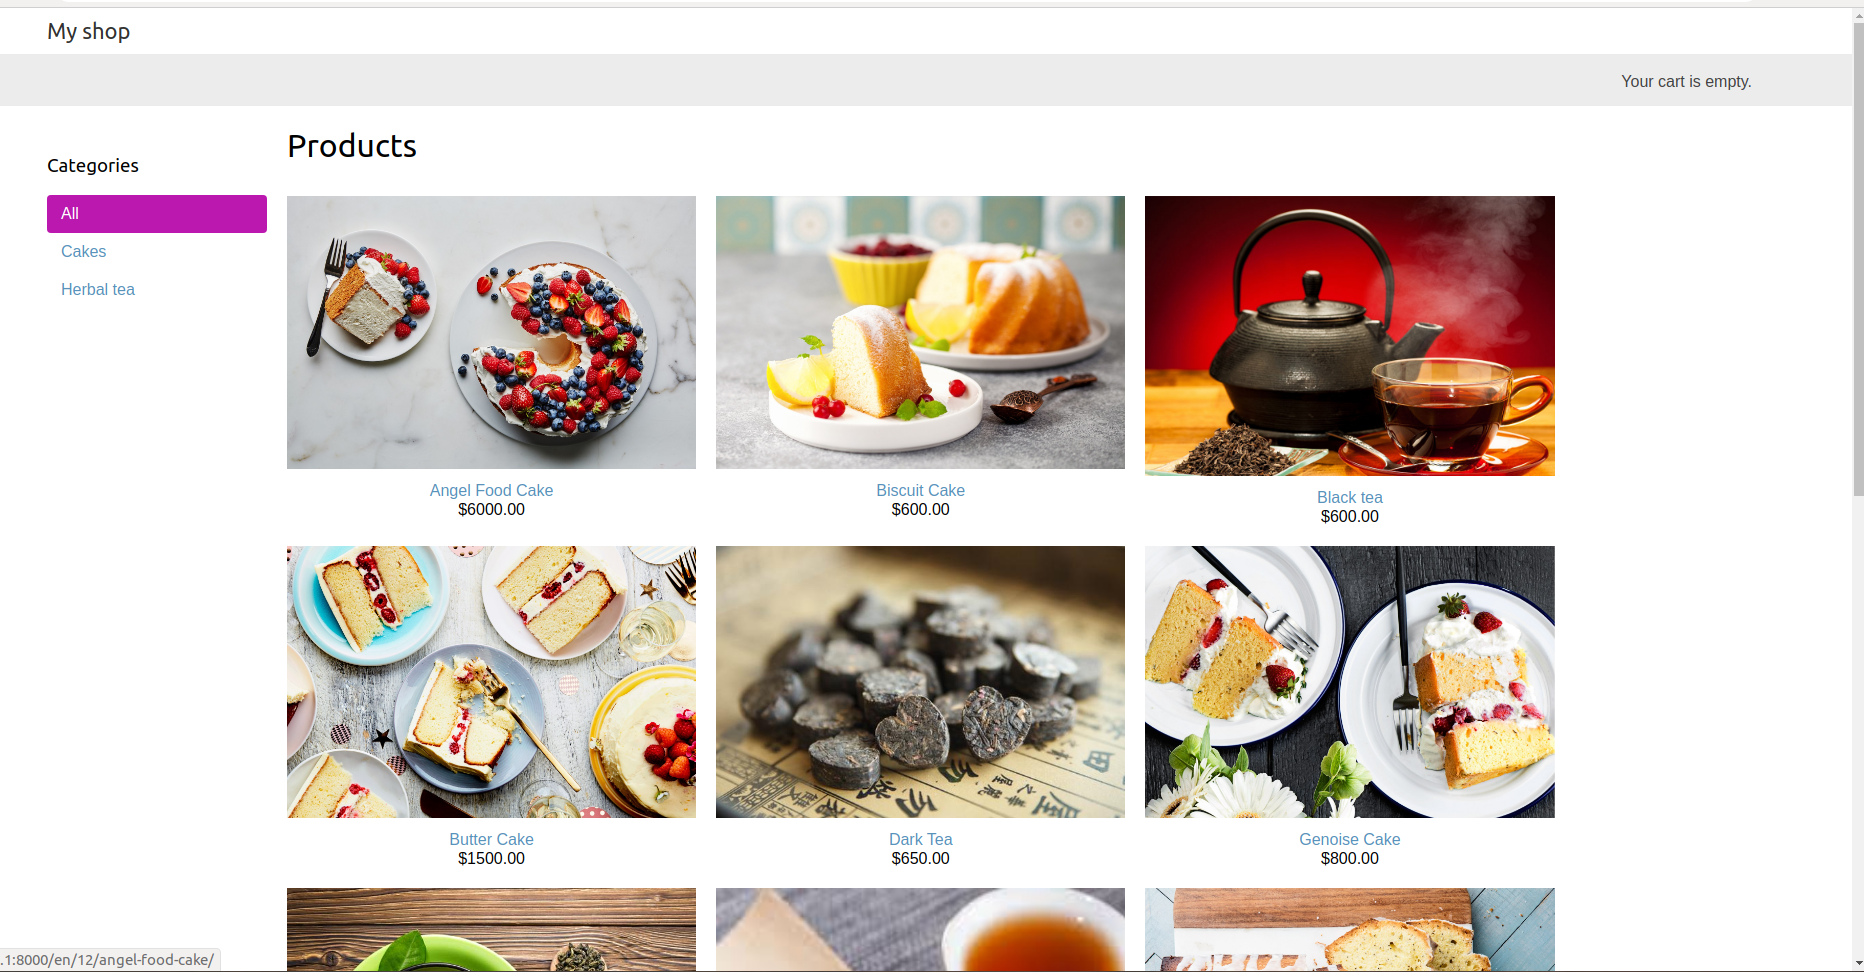 My shop
Your cart is empty.
Categories
All
Cakes
Herbal tea
Products
Angel Food Cake
$6000.00
Biscuit Cake
$600.00
Black tea
$600.00
Butter Cake
$1500.00
Dark Tea
$650.00
Genoise Cake
$800.00
.1:8000/en/12/angel-food-cake/